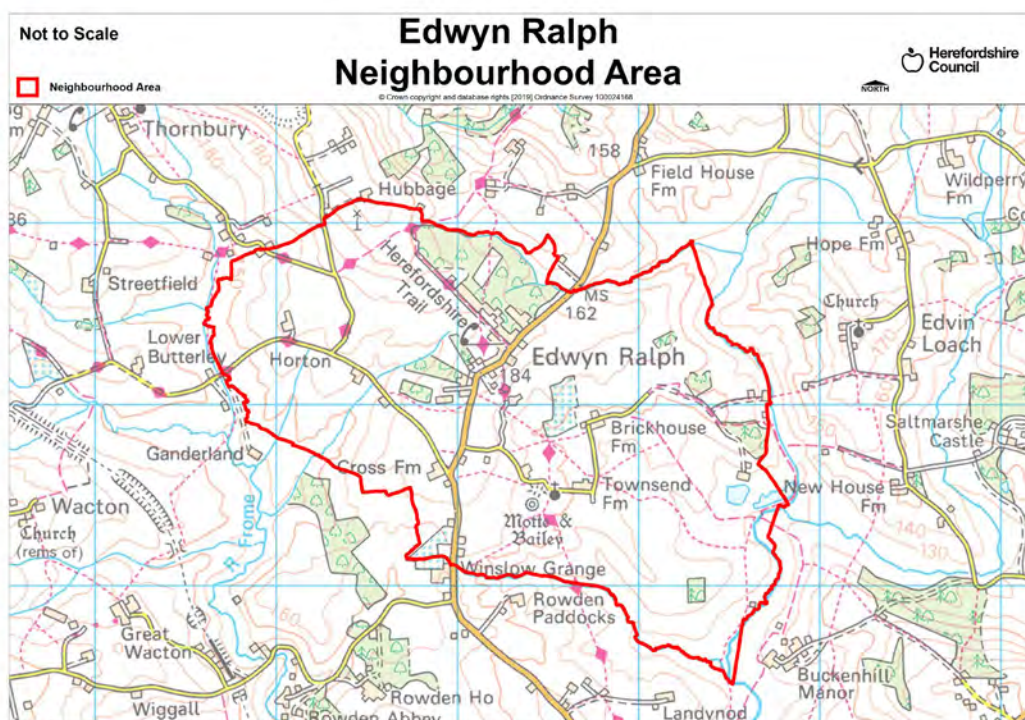 Not to Scale
Edwyn Ralph
Neighbourhood Area
Neighbourhood Area
© Crown copyright and database rights [2019] Ordnance Survey 100024168
NORTH
Herefordshire
Council
Thornbury
158
Field House
Fm
Wildperry
Fm
Hubbage
Hope Fm
Streetfield
Herefordshire
Trail
MS
162
Church
Edvin
Loach
170
Lower
Butterley
Horton
Edwyn Ralph
184
Saltmarshe
Castle
Brickhouse
Fm
Ganderland
Cross Fm
Townsend
Fm
New House
Fm
Wacton
Church
(rems of)
R Frome
Motte &
Bailey
140
130
Winslow Grange
Rowden
Paddocks
Great
Wacton
Buckenhill
Manor
Wiggall
Rowden Ho
Rowden Abbey
Landynod